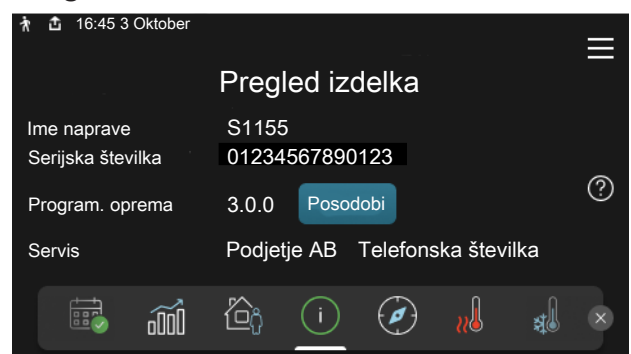 16:45 3 Oktober
Pregled izdelka
Ime naprave S1155
Serijska številka 01234567890123
Program. oprema 3.0.0 Posodobi
Servis Podjetje AB Telefonska številka